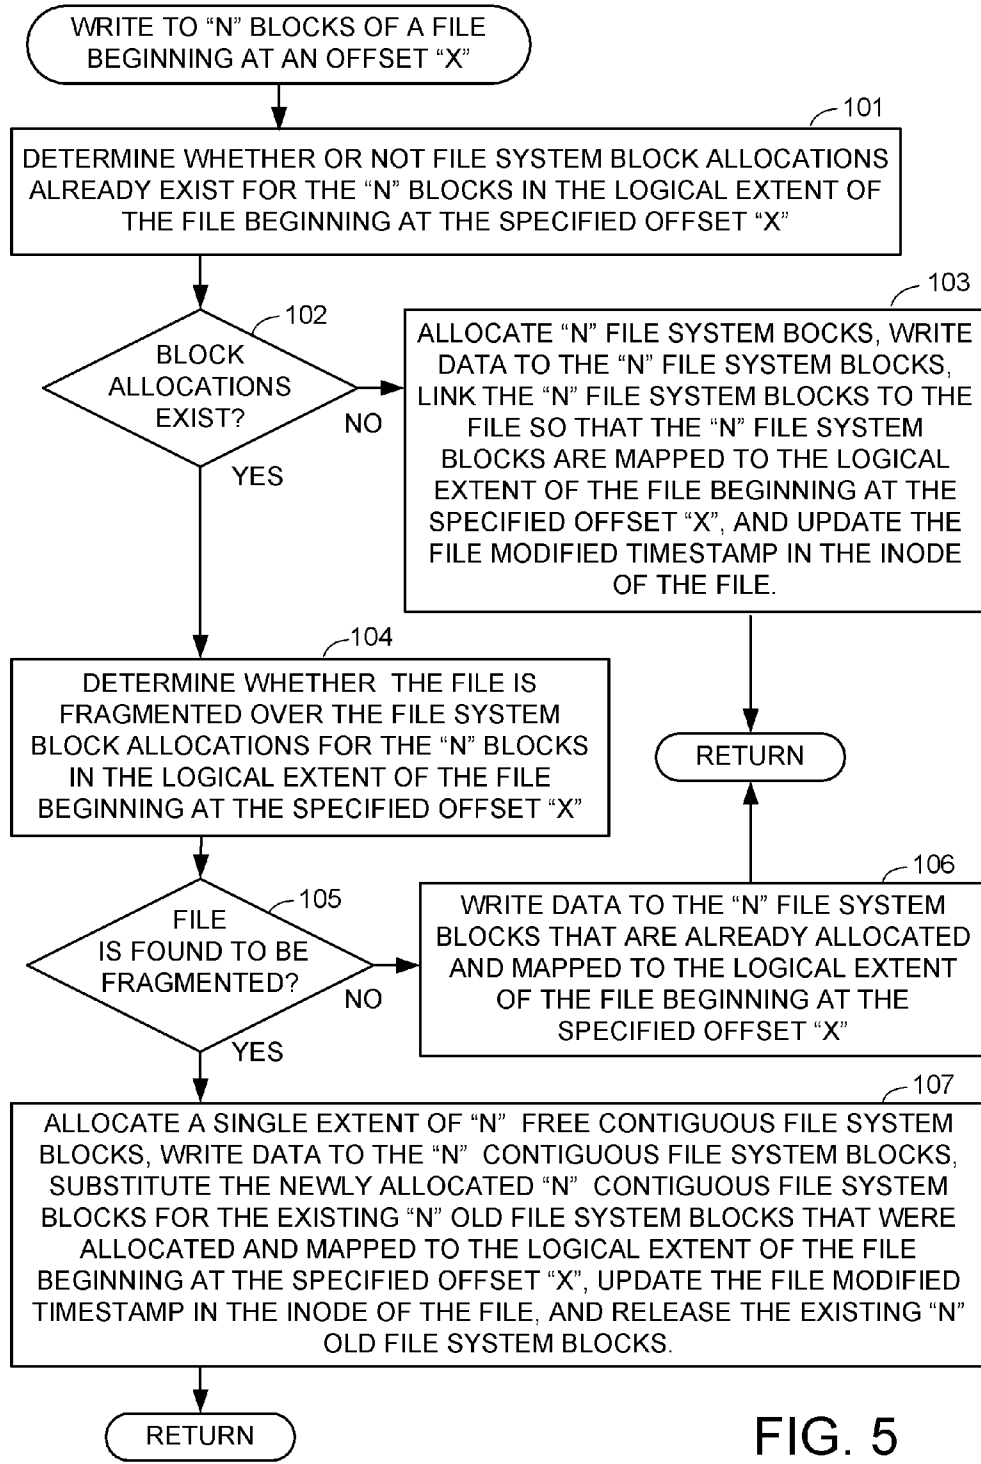 WRITE TO “N” BLOCKS OF A FILE
BEGINNING AT AN OFFSET “X”
101
DETERMINE WHETHER OR NOT FILE SYSTEM BLOCK ALLOCATIONS
ALREADY EXIST FOR THE “N” BLOCKS IN THE LOGICAL EXTENT OF
THE FILE BEGINNING AT THE SPECIFIED OFFSET “X”
102
BLOCK
ALLOCATIONS
EXIST?
NO
YES
103
ALLOCATE “N” FILE SYSTEM BOCKS, WRITE
DATA TO THE “N” FILE SYSTEM BLOCKS,
LINK THE “N” FILE SYSTEM BLOCKS TO THE
FILE SO THAT THE “N” FILE SYSTEM
BLOCKS ARE MAPPED TO THE LOGICAL
EXTENT OF THE FILE BEGINNING AT THE
SPECIFIED OFFSET “X”, AND UPDATE THE
FILE MODIFIED TIMESTAMP IN THE INODE
OF THE FILE.
RETURN
104
DETERMINE WHETHER THE FILE IS
FRAGMENTED OVER THE FILE SYSTEM
BLOCK ALLOCATIONS FOR THE “N” BLOCKS
IN THE LOGICAL EXTENT OF THE FILE
BEGINNING AT THE SPECIFIED OFFSET “X”
105
FILE
IS FOUND TO BE
FRAGMENTED?
NO
YES
106
WRITE DATA TO THE “N” FILE SYSTEM
BLOCKS THAT ARE ALREADY ALLOCATED
AND MAPPED TO THE LOGICAL EXTENT
OF THE FILE BEGINNING AT THE
SPECIFIED OFFSET “X”
107
ALLOCATE A SINGLE EXTENT OF “N” FREE CONTIGUOUS FILE SYSTEM
BLOCKS, WRITE DATA TO THE “N” CONTIGUOUS FILE SYSTEM BLOCKS,
SUBSTITUTE THE NEWLY ALLOCATED “N” CONTIGUOUS FILE SYSTEM
BLOCKS FOR THE EXISTING “N” OLD FILE SYSTEM BLOCKS THAT WERE
ALLOCATED AND MAPPED TO THE LOGICAL EXTENT OF THE FILE
BEGINNING AT THE SPECIFIED OFFSET “X”, UPDATE THE FILE MODIFIED
TIMESTAMP IN THE INODE OF THE FILE, AND RELEASE THE EXISTING “N”
OLD FILE SYSTEM BLOCKS.
RETURN
FIG. 5